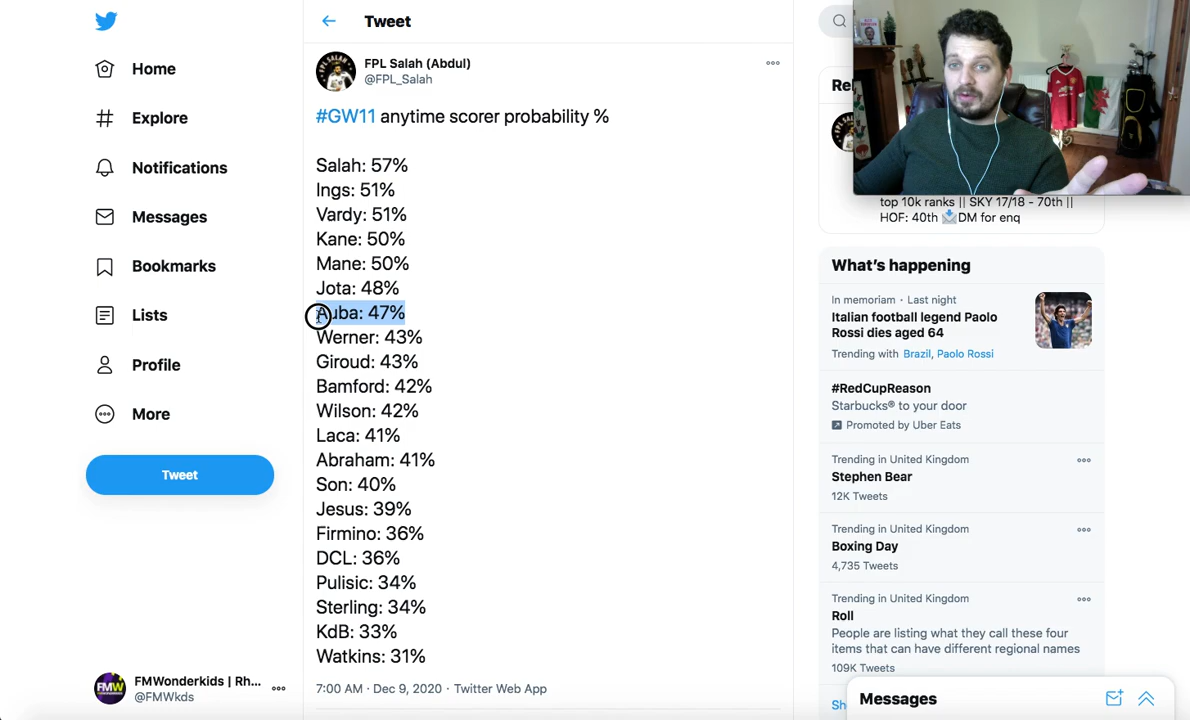 Tweet
FPL Salah (Abdul)
@FPL_Salah
#GW11 anytime scorer probability %
Salah: 57%
Ings: 51%
Vardy: 51%
Kane: 50%
Mane: 50%
Jota: 48%
Auba: 47%
Werner: 43%
Giroud: 43%
Bamford: 42%
Wilson: 42%
Laca: 41%
Abraham: 41%
Son: 40%
Jesus: 39%
Firmino: 36%
DCL: 36%
Pulisic: 34%
Sterling: 34%
KdB: 33%
Watkins: 31%
7:00 AM · Dec 9, 2020 · Twitter Web App
Home
Explore
Notifications
Messages
Bookmarks
Lists
Profile
More
Tweet
FMWonderkids | Rh...
@FMWkds
Rel
top 10k ranks || SKY 17/18 - 70th ||
HOF: 40th 📩DM for enq
What's happening
In memoriam · Last night
Italian football legend Paolo
Rossi dies aged 64
Trending with Brazil, Paolo Rossi
#RedCupReason
Starbucks® to your door
Promoted by Uber Eats
Trending in United Kingdom
Stephen Bear
12K Tweets
Trending in United Kingdom
Boxing Day
4,735 Tweets
Trending in United Kingdom
Roll
People are listing what they call these four
items that can have different regional names
109K Tweets
Sh
Messages